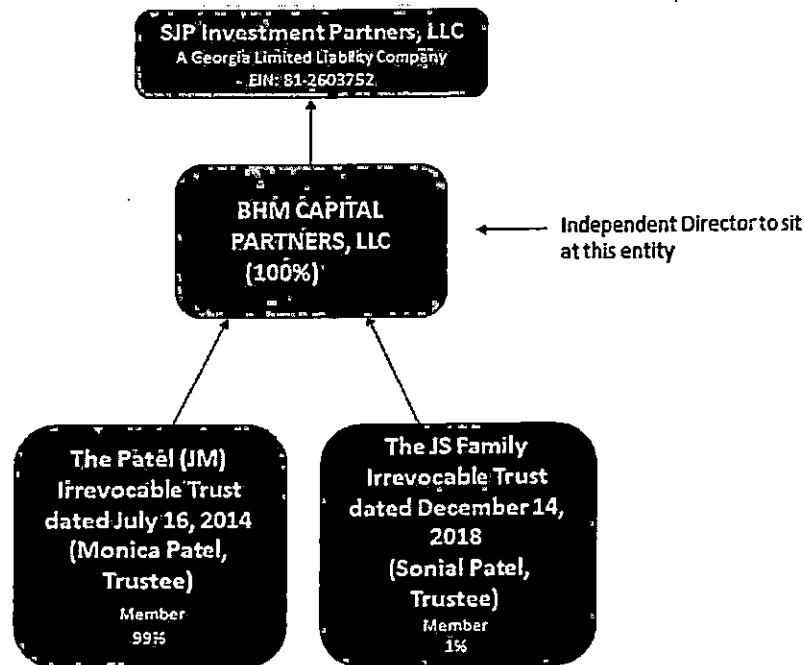 SJP Investment Partners, LLC
A Georgia Limited Liability Company
EIN: 81-2603752
BHM CAPITAL
PARTNERS, LLC
(100%)
Independent Director to sit
at this entity
The Patel (JM)
Irrevocable Trust
dated July 16, 2014
(Monica Patel,
Trustee)
Member
99%
The JS Family
Irrevocable Trust
dated December 14,
2018
(Sonial Patel,
Trustee)
Member
1%